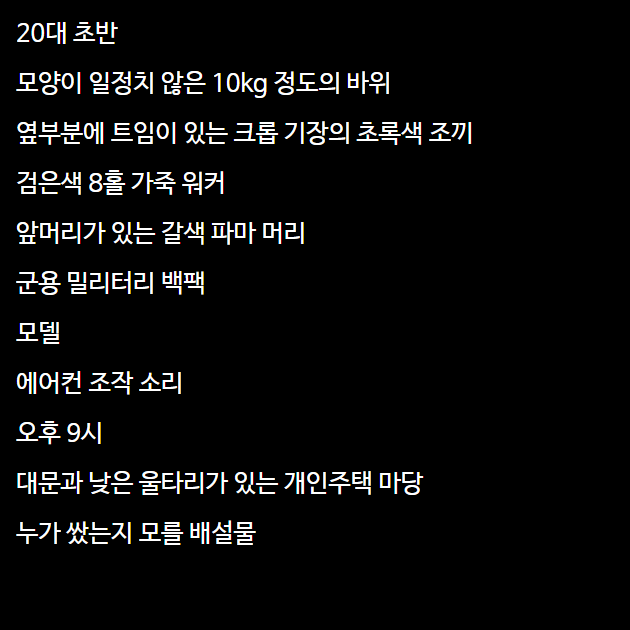 20대 초반
모양이 일정치 않은 10kg 정도의 바위
옆부분에 트임이 있는 크롭 기장의 초록색 조끼
검은색 8홀 가죽 워커
앞머리가 있는 갈색 파마 머리
군용 밀리터리 백팩
모델
에어컨 조작 소리
오후 9시
대문과 낮은 울타리가 있는 개인주택 마당
누가 쌌는지 모를 배설물